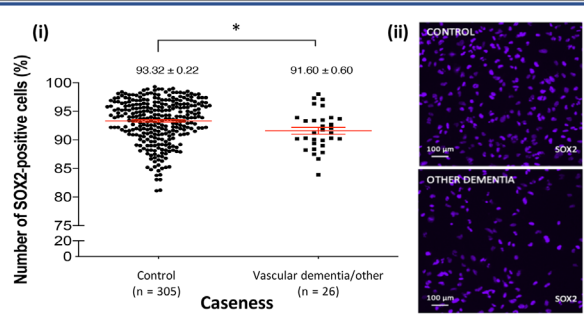 (i)
*
93.32 ± 0.22
91.60 ± 0.60
Number of SOX2-positive cells (%)
100
95
90
85
80
75
20
0
Control
(n = 305)
Vascular dementia/other
(n = 26)
Caseness
(ii)
CONTROL
100 μm
SOX2
OTHER DEMENTIA
100 μm
SOX2